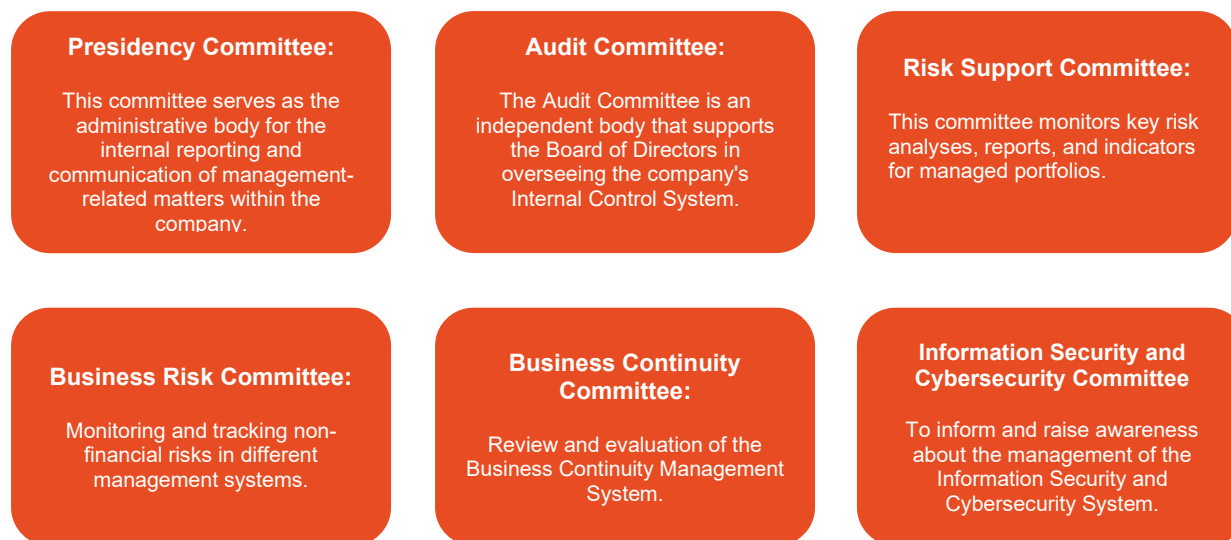 Presidency Committee:
This committee serves as the
administrative body for the
internal reporting and
communication of management-
related matters within the
company.
Audit Committee:
The Audit Committee is an
independent body that supports
the Board of Directors in
overseeing the company's
Internal Control System.
Risk Support Committee:
This committee monitors key risk
analyses, reports, and indicators
for managed portfolios.
Business Risk Committee:
Monitoring and tracking non-
financial risks in different
management systems.
Business Continuity
Committee:
Review and evaluation of the
Business Continuity Management
System.
Information Security and
Cybersecurity Committee
To inform and raise awareness
about the management of the
Information Security and
Cybersecurity System.